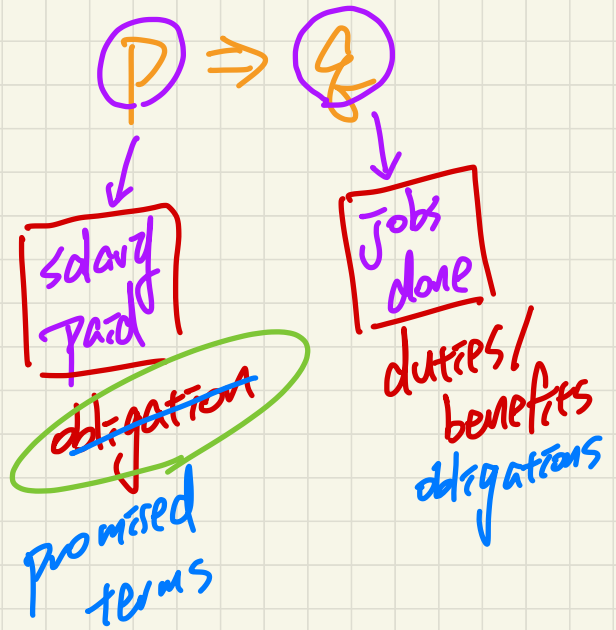 p ⇒ q
salary
paid
jobs
done
obligation
duties/
benefits
obligations
promised
terms